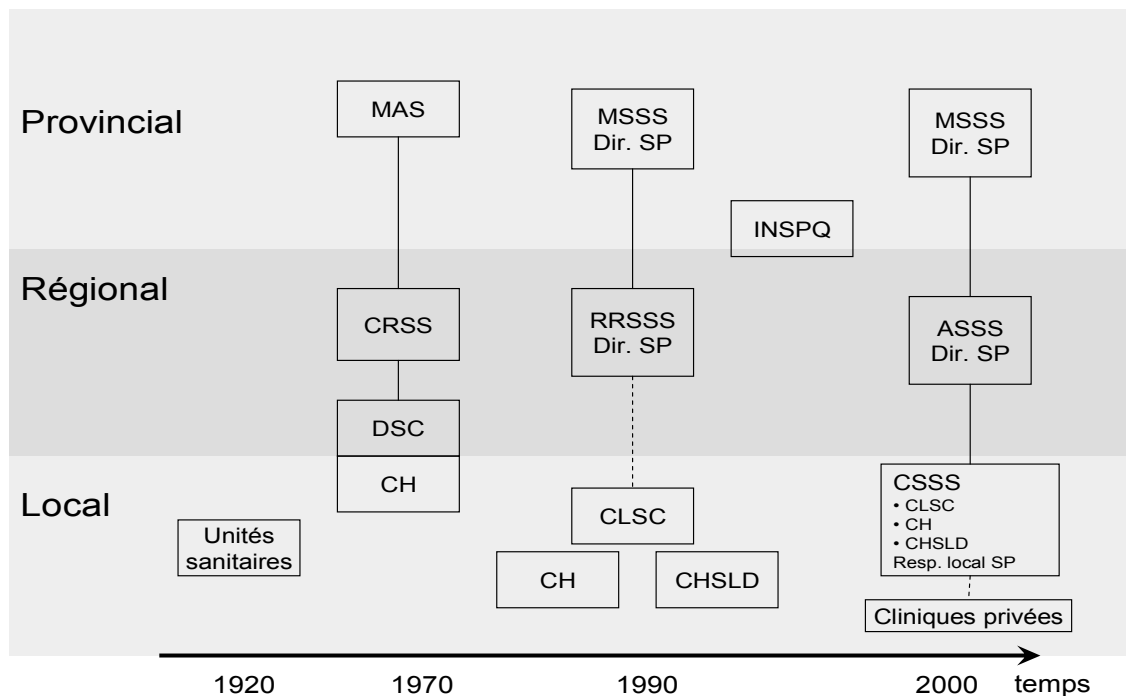 Provincial
MAS
MSSS
Dir. SP
MSSS
Dir. SP
INSPQ
Régional
CRSS
RRSSS
Dir. SP
ASSS
Dir. SP
DSC
Local
CH
CLSC
CSSS
• CLSC
• CH
• CHSLD
Resp. local SP
Unités
sanitaires
CH
CHSLD
Cliniques privées
1920
1970
1990
2000
temps